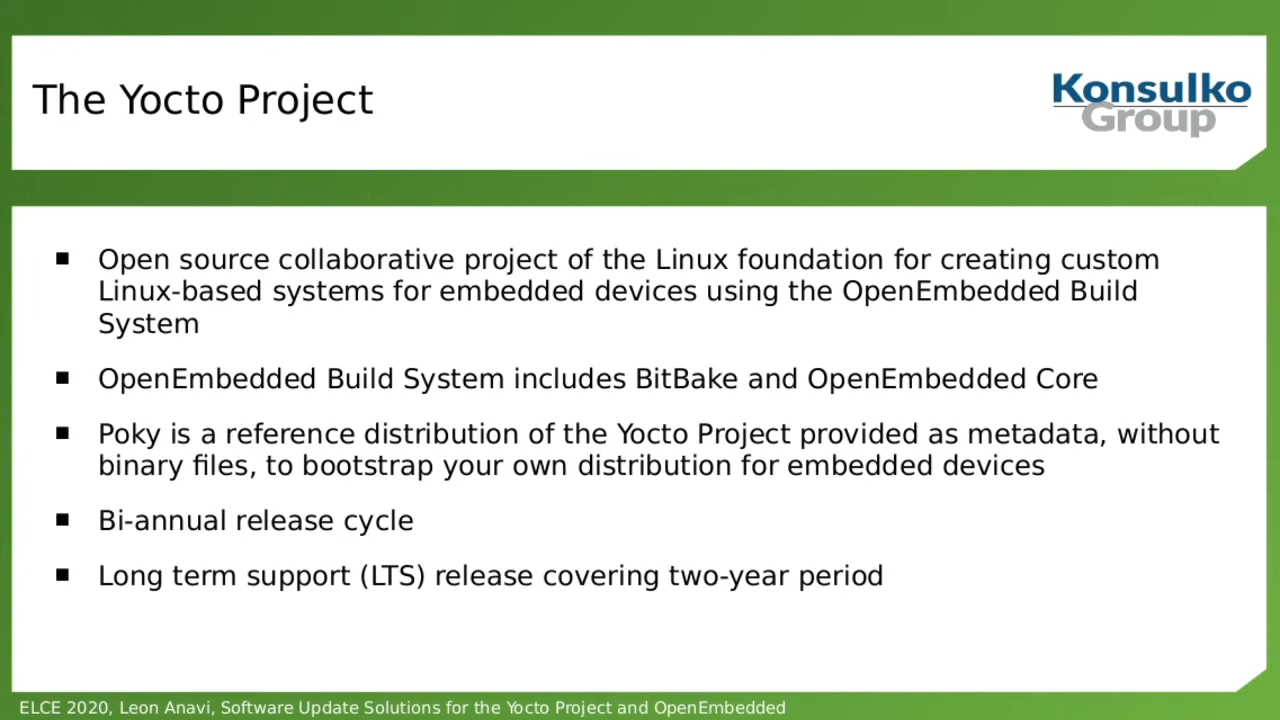 The Yocto Project
Konsulko
Group
Open source collaborative project of the Linux foundation for creating custom
Linux-based systems for embedded devices using the OpenEmbedded Build
System
OpenEmbedded Build System includes BitBake and OpenEmbedded Core
Poky is a reference distribution of the Yocto Project provided as metadata, without
binary files, to bootstrap your own distribution for embedded devices
Bi-annual release cycle
Long term support (LTS) release covering two-year period
ELCE 2020, Leon Anavi, Software Update Solutions for the Yocto Project and OpenEmbedded